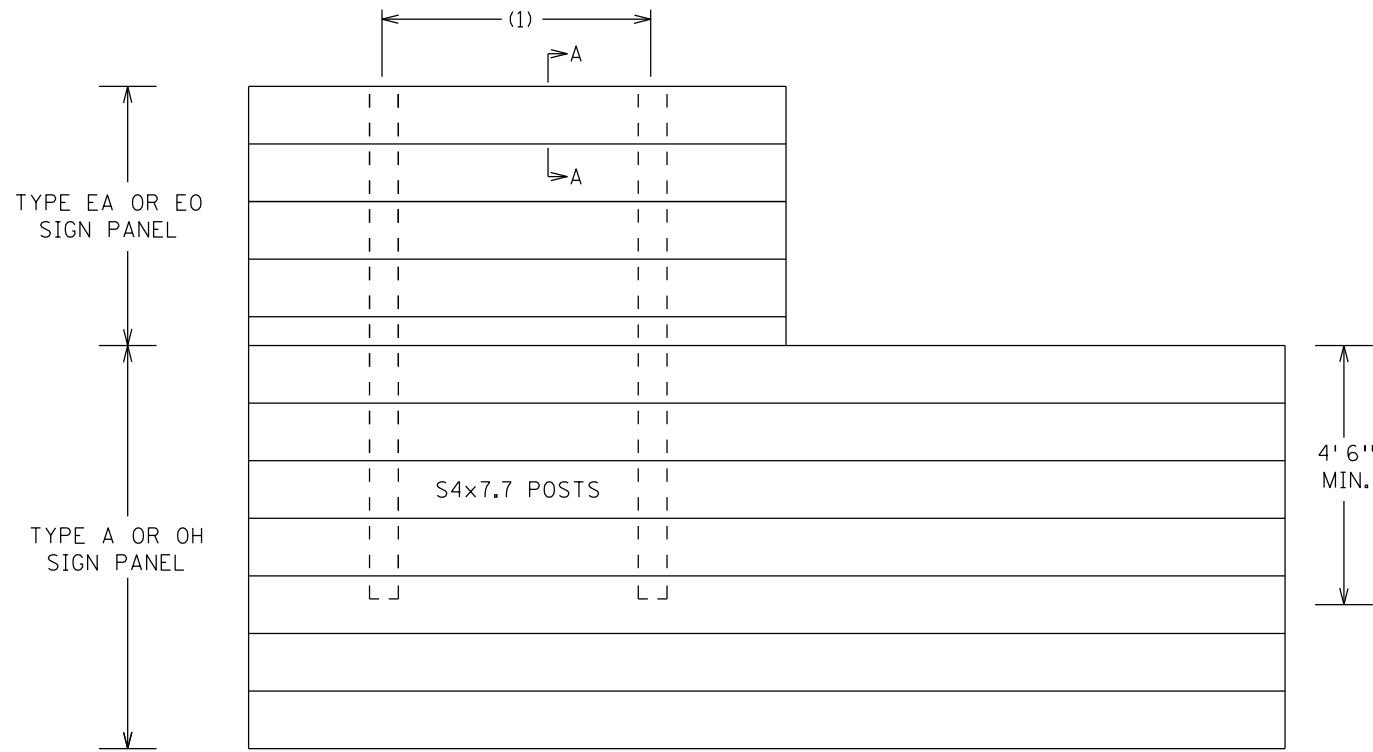 (1)
A
A
TYPE EA OR EO
SIGN PANEL
4'6"
MIN.
S4x7.7 POSTS
TYPE A OR OH
SIGN PANEL